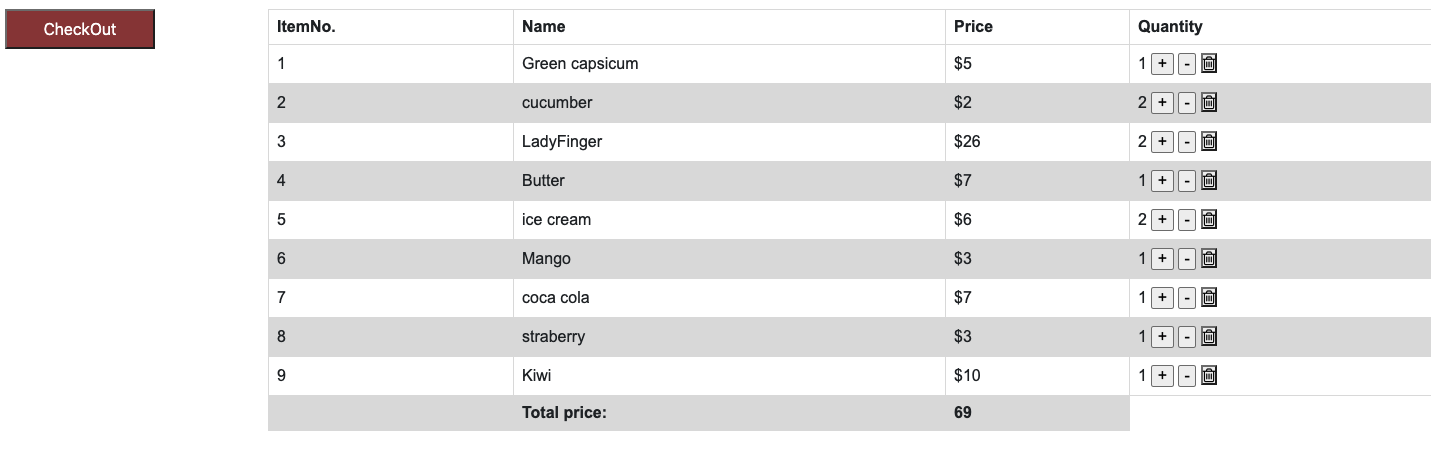 CheckOut
ItemNo. Name Price Quantity
1 Green capsicum $5 1 + -
2 cucumber $2 2 + -
3 LadyFinger $26 2 + -
4 Butter $7 1 + -
5 ice cream $6 2 + -
6 Mango $3 1 + -
7 coca cola $7 1 + -
8 straberry $3 1 + -
9 Kiwi $10 1 + -
Total price: 69